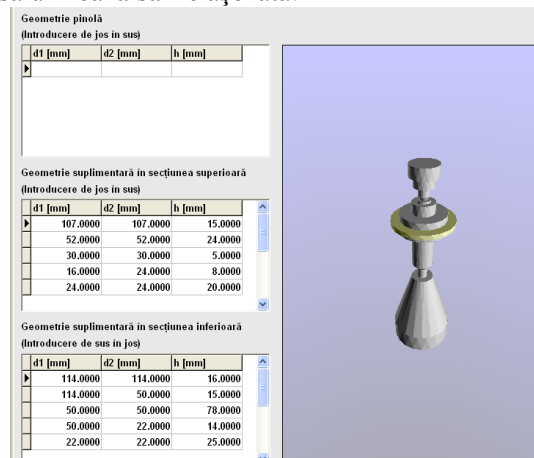 Geometrie pinolă
(Introducere de jos in sus)
d1 [mm] d2 [mm] h [mm]
Geometrie suplimentară in secțiunea superioară
(Introducere de jos in sus)
d1 [mm] d2 [mm] h [mm]
107.0000 107.0000 15.0000
52.0000 52.0000 24.0000
30.0000 30.0000 5.0000
16.0000 24.0000 8.0000
24.0000 24.0000 20.0000
Geometrie suplimentară in secțiunea inferioară
(Introducere de sus in jos)
d1 [mm] d2 [mm] h [mm]
114.0000 114.0000 16.0000
114.0000 50.0000 15.0000
50.0000 50.0000 78.0000
50.0000 22.0000 14.0000
22.0000 22.0000 25.0000